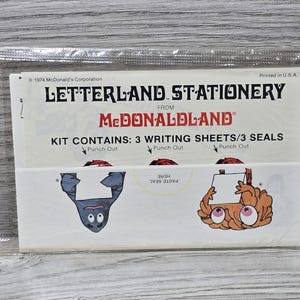 © 1974 McDonald's Corporation Printed in U.S.A.
LETTERLAND STATIONERY
FROM
McDONALDLAND®
KIT CONTAINS: 3 WRITING SHEETS/3 SEALS
Punch Out Punch Out Punch Out
PASTE SEAL
HERE